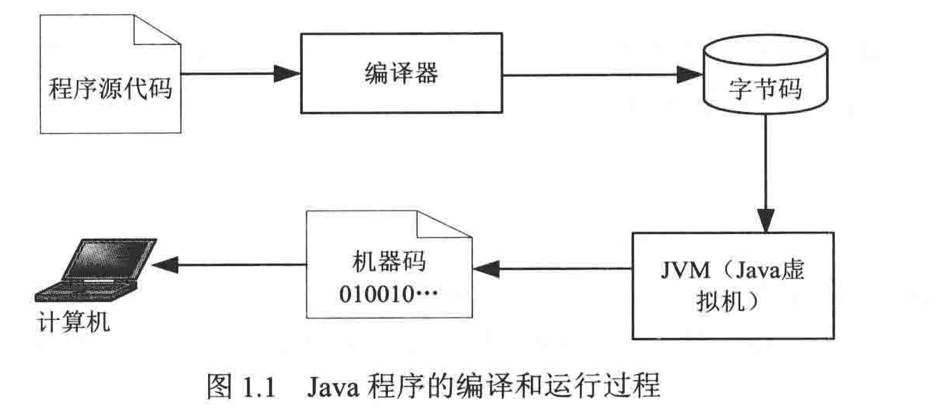 程序源代码
编译器
字节码
JVM（Java虚
拟机）
机器码
010010…
计算机
图 1.1 Java 程序的编译和运行过程